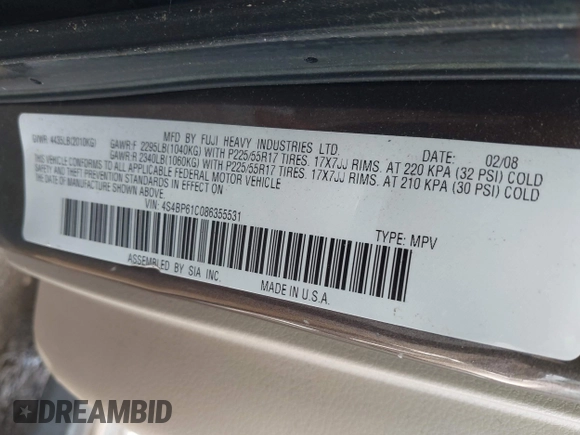 MFD BY FUJI HEAVY INDUSTRIES LTD. DATE: 02/08
GVWR: 4435LB(2010KG) GAWR:F 2295LB(1040KG) WITH P225/55R17 TIRES. 17X7JJ RIMS. AT 220 KPA (32 PSI) COLD
GAWR:R 2340LB(1060KG) WITH P225/55R17 TIRES. 17X7JJ RIMS. AT 210 KPA (30 PSI) COLD
THIS VEHICLE CONFORMS TO ALL APPLICABLE FEDERAL MOTOR VEHICLE
SAFETY AND THEFT PREVENTION STANDARDS IN EFFECT ON
THE DATE OF MANUFACTURE SHOWN ABOVE.
VIN: 4S4BP61C086355531 TYPE: MPV
ASSEMBLED BY SIA INC. MADE IN U.S.A.
DREAMBID